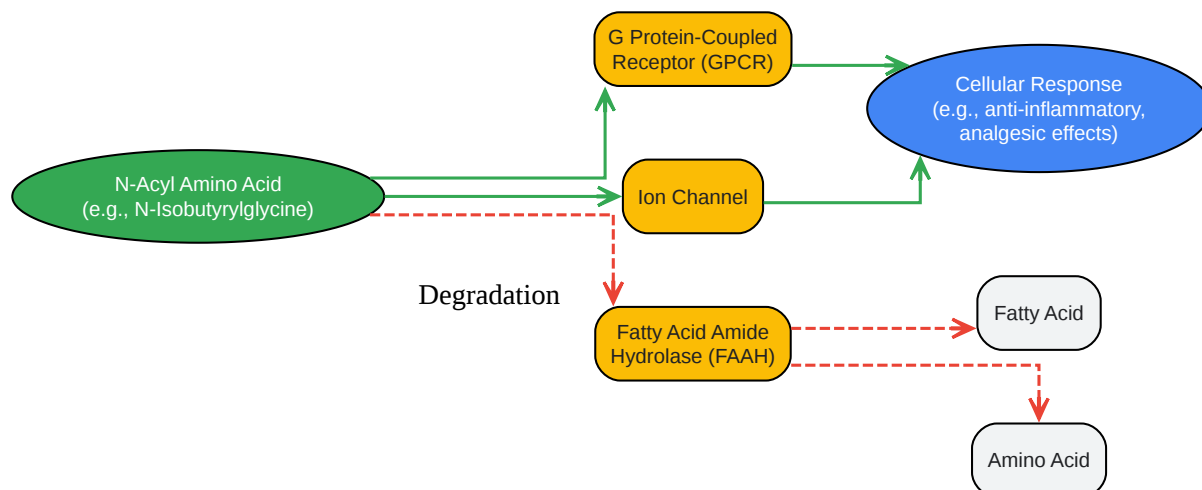 G Protein-Coupled
Receptor (GPCR)
Cellular Response
(e.g., anti-inflammatory,
analgesic effects)
N-Acyl Amino Acid
(e.g., N-Isobutyrylglycine)
Ion Channel
Degradation
Fatty Acid Amide
Hydrolase (FAAH)
Fatty Acid
Amino Acid